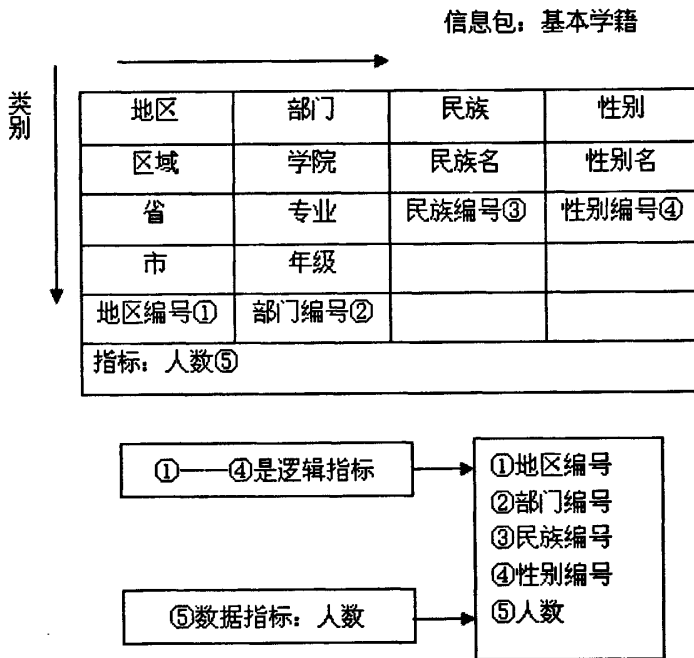 信息包：基本学籍
类别
地区 部门 民族 性别
区域 学院 民族名 性别名
省 专业 民族编号③ 性别编号④
市 年级
地区编号① 部门编号②
指标：人数⑤
①——④是逻辑指标
①地区编号
②部门编号
③民族编号
④性别编号
⑤人数
⑤数据指标：人数